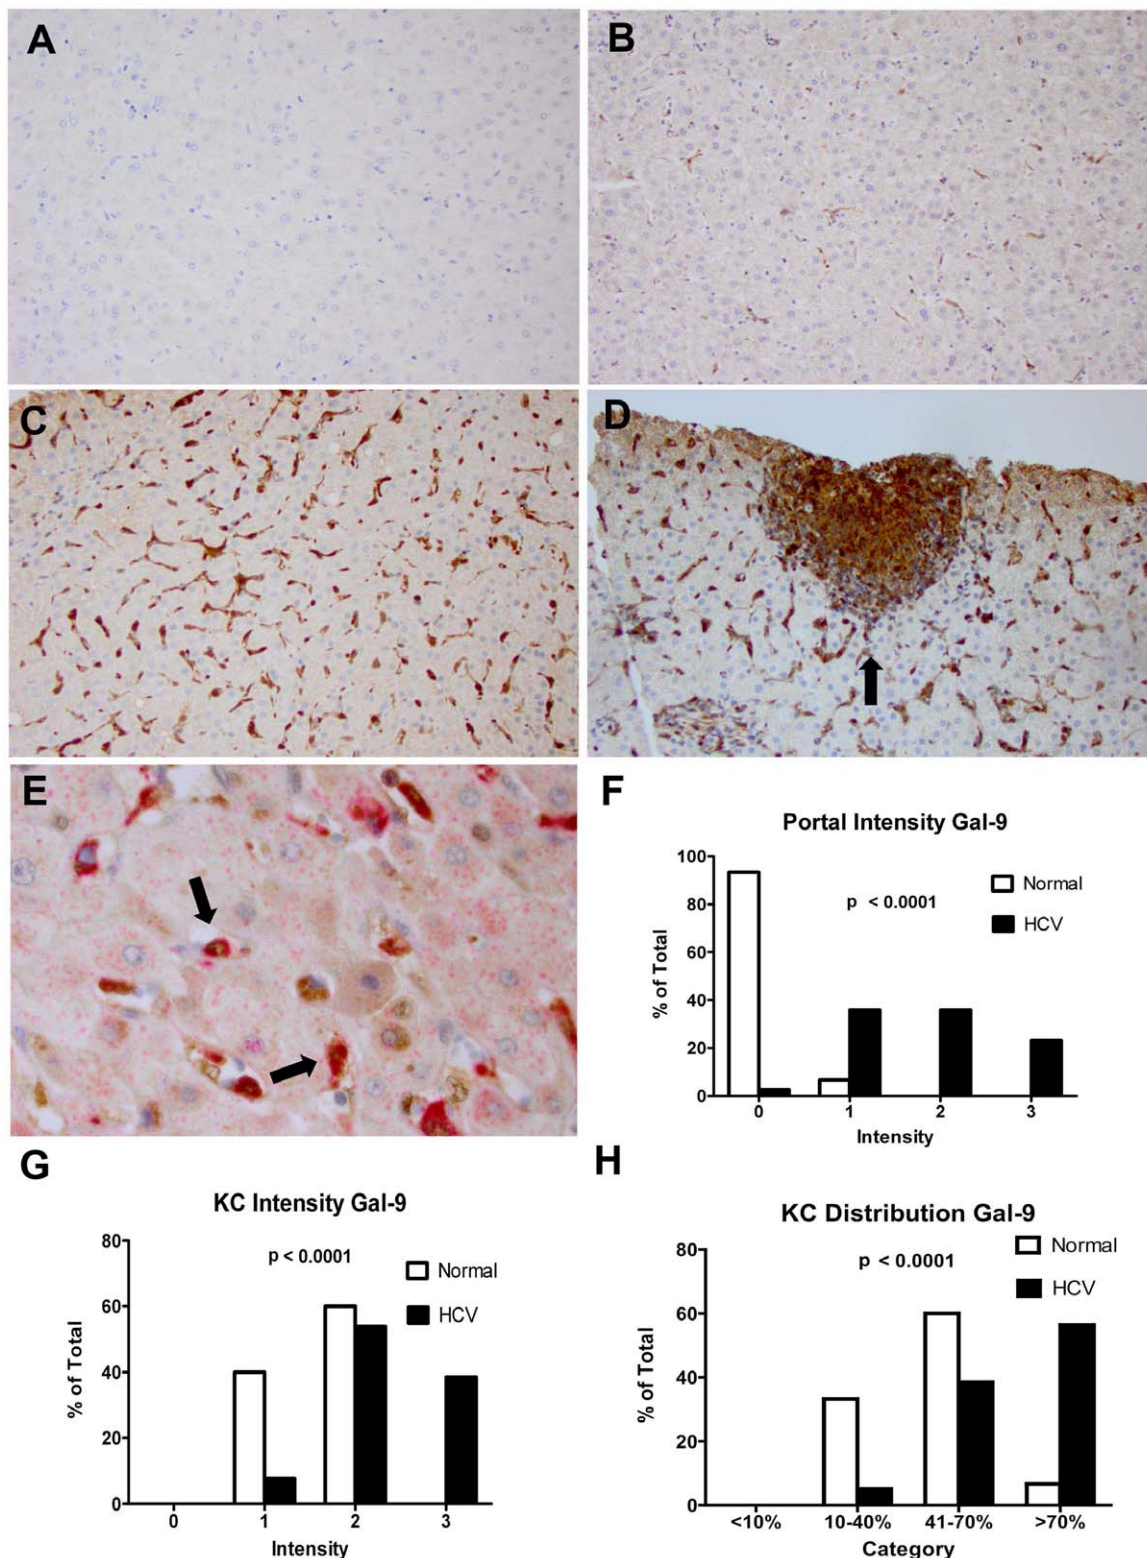 A
B
C
D
E
F
Portal Intensity Gal-9
100
80
60
40
20
0
% of Total
p < 0.0001
Normal
HCV
0 1 2 3
Intensity
G
KC Intensity Gal-9
80
60
40
20
0
% of Total
p < 0.0001
Normal
HCV
0 1 2 3
Intensity
H
KC Distribution Gal-9
80
60
40
20
0
% of Total
p < 0.0001
Normal
HCV
<10% 10-40% 41-70% >70%
Category